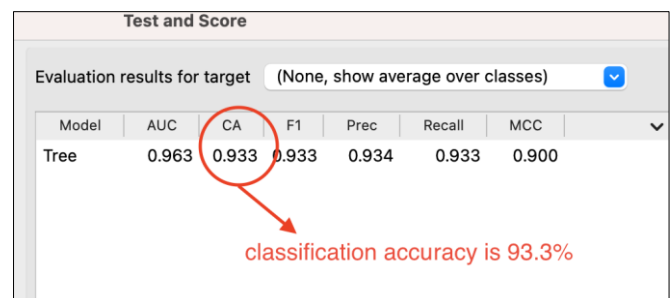 Test and Score
Evaluation results for target (None, show average over classes)
Model AUC CA F1 Prec Recall MCC
Tree 0.963 0.933 0.933 0.934 0.933 0.900
classification accuracy is 93.3%